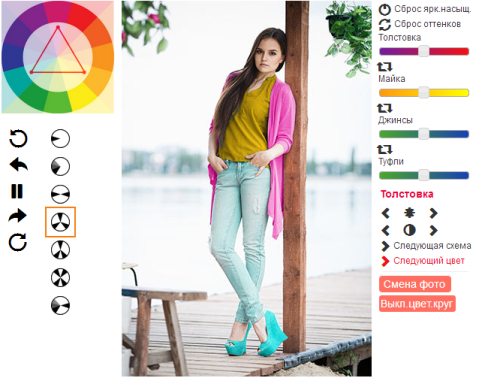 Сброс ярк.насыщ.
Сброс оттенков
Толстовка
Майка
Джинсы
Туфли
Толстовка
Следующая схема
Следующий цвет
Смена фото
Выкл.цвет.круг